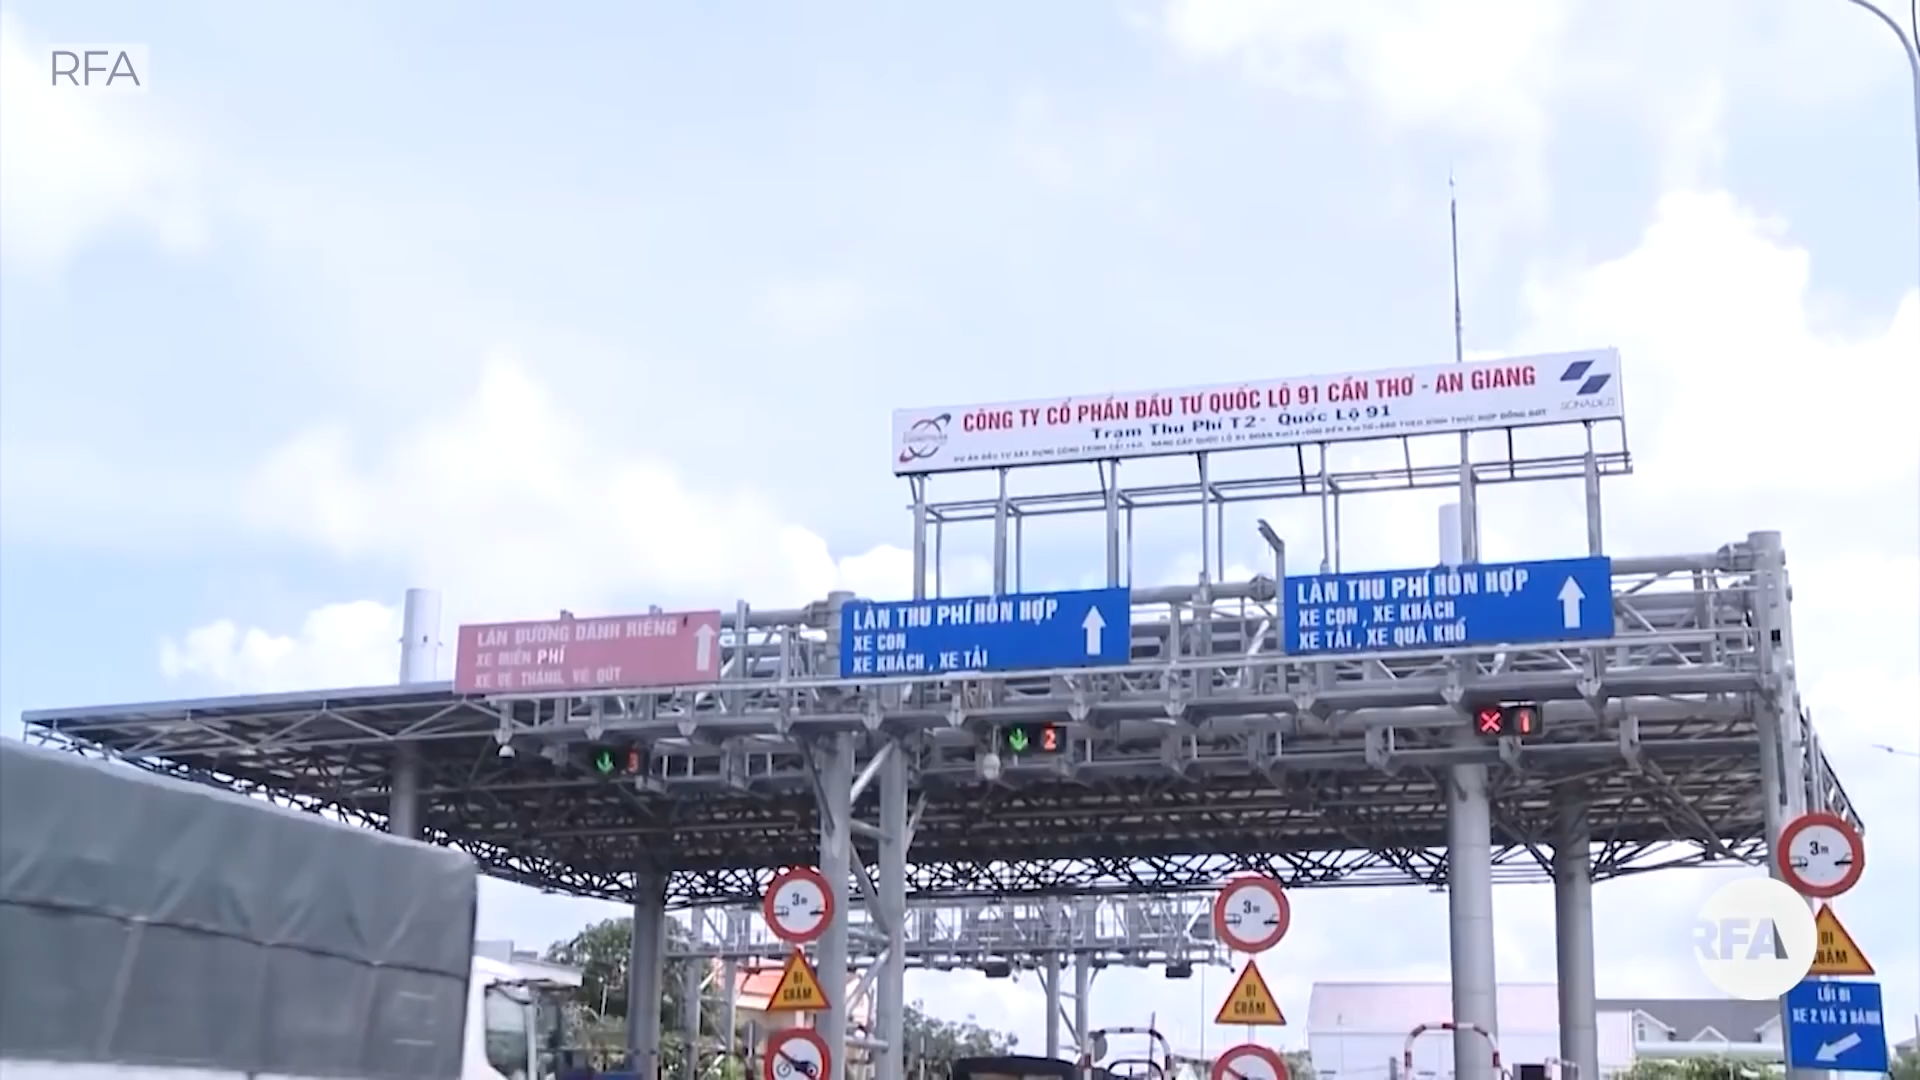 RFA
CÔNG TY CỔ PHẦN ĐẦU TƯ QUỐC LỘ 91 CẦN THƠ - AN GIANG
Trạm Thu Phí T2 - Quốc Lộ 91
SONADEZI
LÀN ĐƯỜNG DÀNH RIÊNG
XE MIỄN PHÍ
XE VÉ THÁNG, VÉ QUÝ
LÀN THU PHÍ HỖN HỢP
XE CON
XE KHÁCH , XE TẢI
LÀN THU PHÍ HỖN HỢP
XE CON , XE KHÁCH
XE TẢI , XE QUÁ KHỔ
3
2
X 1
3m
3m
3m
ĐI
CHẬM
ĐI
CHẬM
ĐI
CHẬM
RFA
LỐI ĐI
XE 2 VÀ 3 BÁNH